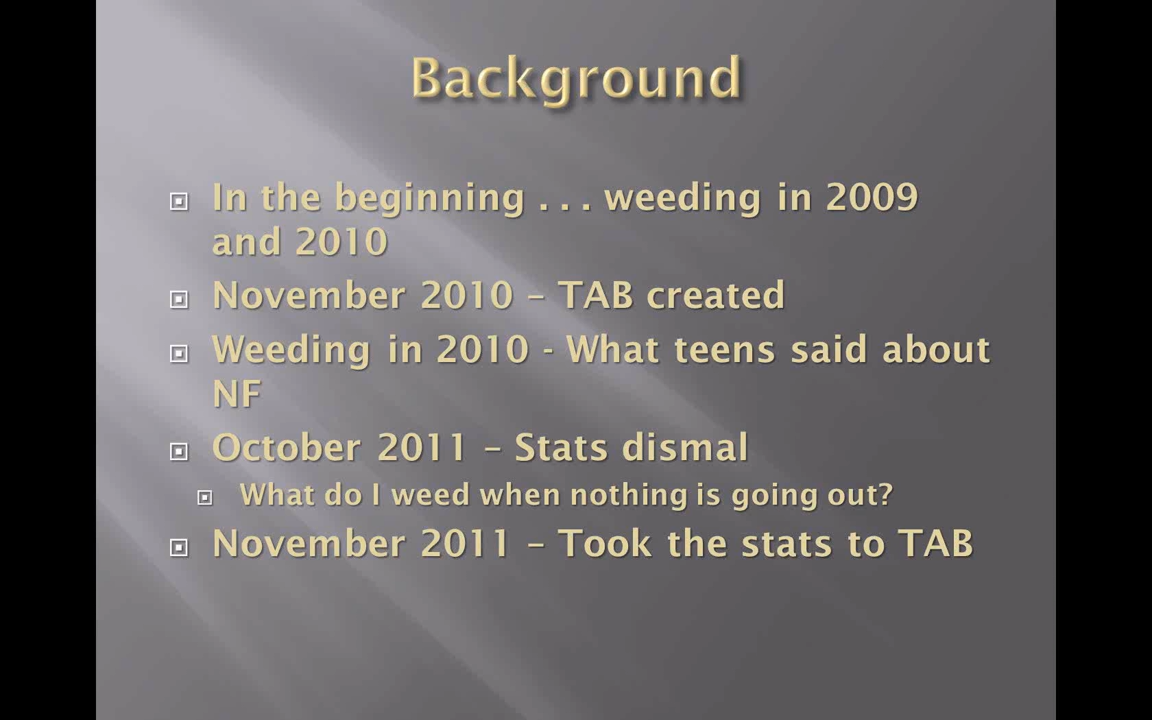 Background
In the beginning . . . weeding in 2009
and 2010
November 2010 – TAB created
Weeding in 2010 - What teens said about
NF
October 2011 – Stats dismal
What do I weed when nothing is going out?
November 2011 – Took the stats to TAB